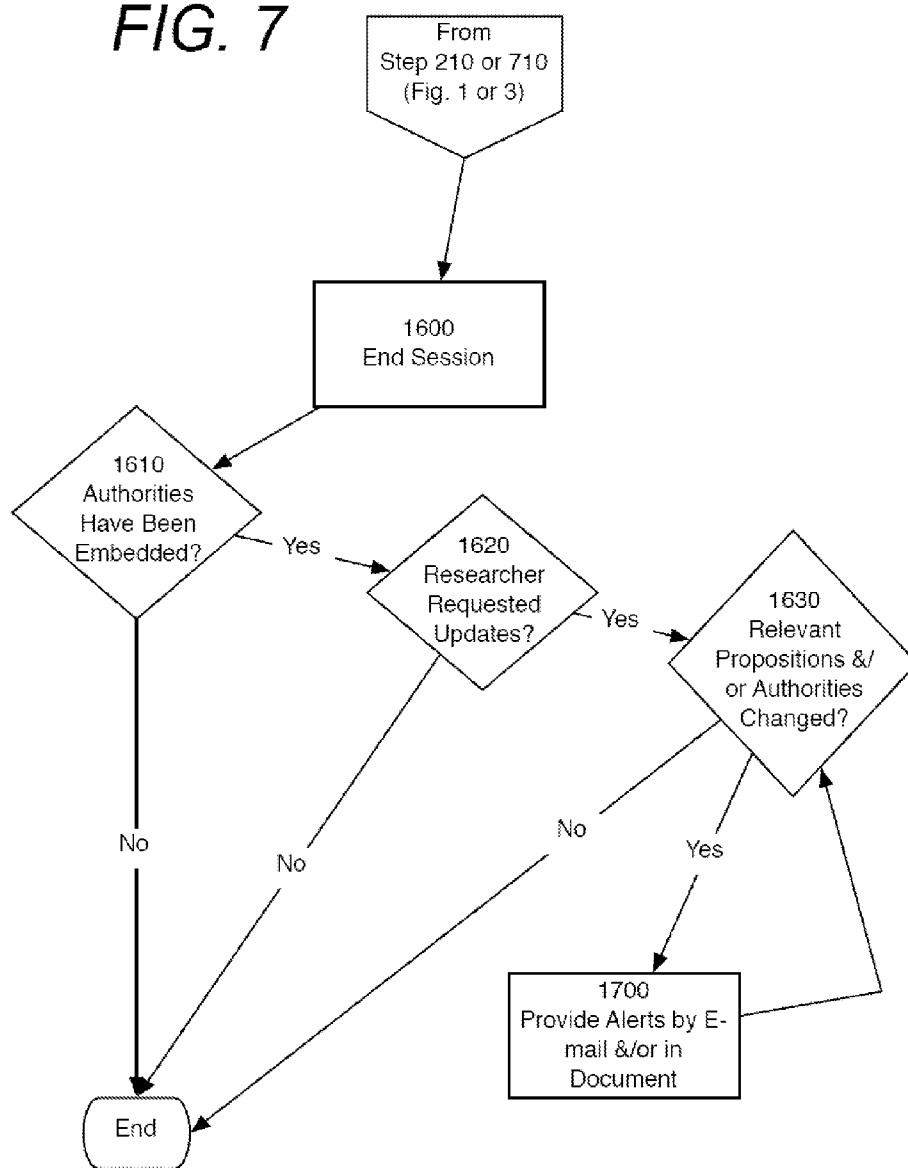 FIG. 7
From
Step 210 or 710
(Fig. 1 or 3)
1600
End Session
1610
Authorities
Have Been
Embedded?
Yes
1620
Researcher
Requested
Updates?
Yes
1630
Relevant
Propositions &/
or Authorities
Changed?
No
No
No
Yes
1700
Provide Alerts by E-
mail &/or in
Document
End